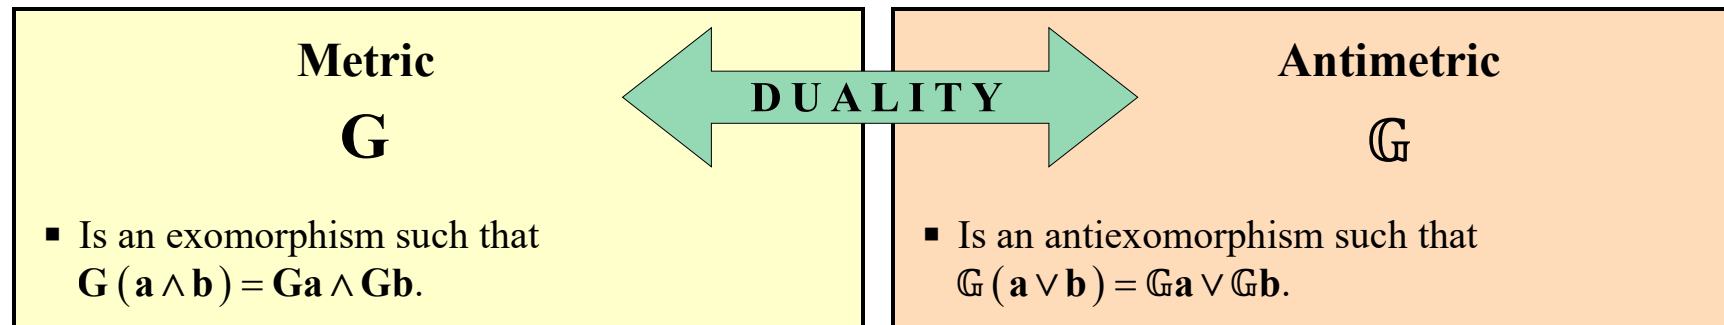 Metric
G
▪ Is an exomorphism such that
G ( a ∧ b ) = Ga ∧ Gb.
DUALITY
Antimetric
𝔾
▪ Is an antiexomorphism such that
𝔾 ( a ∨ b ) = 𝔾a ∨ 𝔾b.